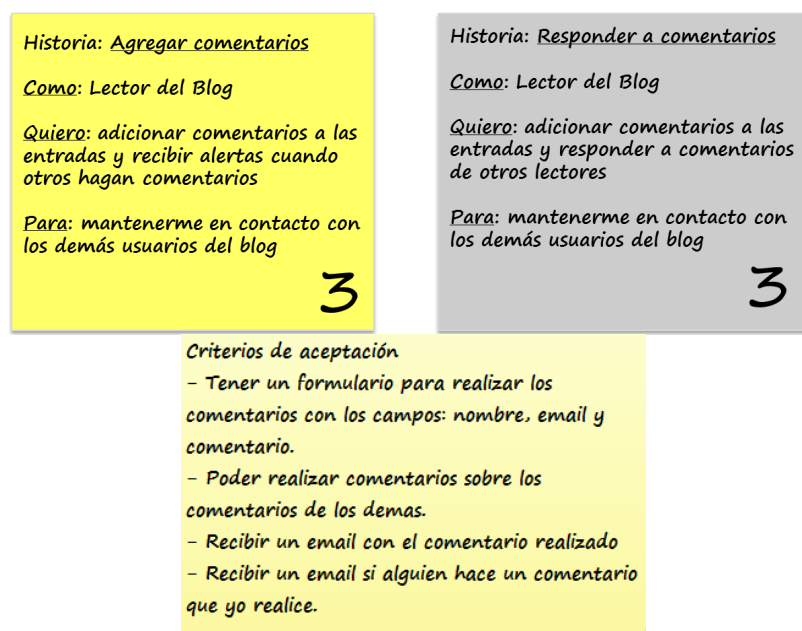 Historia: Agregar comentarios
Como: Lector del Blog
Quiero: adicionar comentarios a las
entradas y recibir alertas cuando
otros hagan comentarios
Para: mantenerme en contacto con
los demás usuarios del blog
3
Historia: Responder a comentarios
Como: Lector del Blog
Quiero: adicionar comentarios a las
entradas y responder a comentarios
de otros lectores
Para: mantenerme en contacto con
los demás usuarios del blog
3
Criterios de aceptación
- Tener un formulario para realizar los
comentarios con los campos: nombre, email y
comentario.
- Poder realizar comentarios sobre los
comentarios de los demas.
- Recibir un email con el comentario realizado
- Recibir un email si alguien hace un comentario
que yo realice.